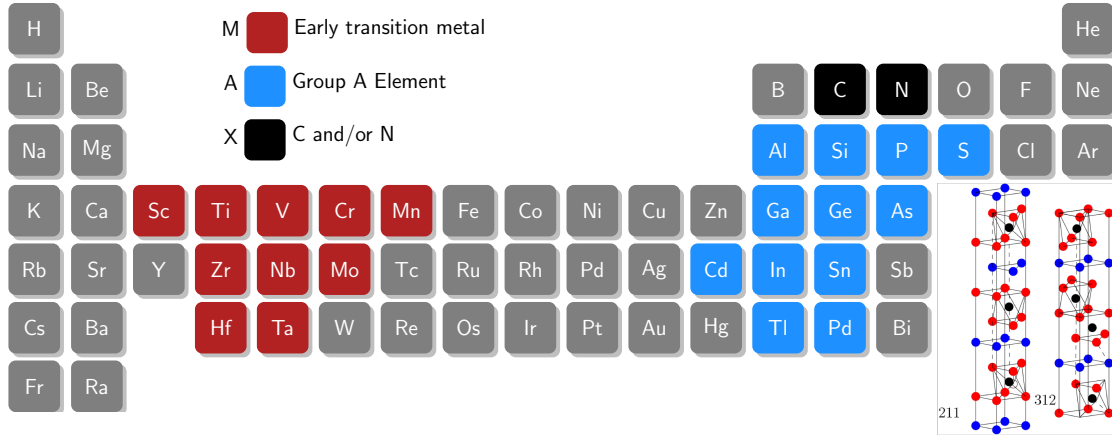 H He
M Early transition metal
Li Be B C N O F Ne
A Group A Element
X C and/or N
Na Mg Al Si P S Cl Ar
K Ca Sc Ti V Cr Mn Fe Co Ni Cu Zn Ga Ge As
Rb Sr Y Zr Nb Mo Tc Ru Rh Pd Ag Cd In Sn Sb
Cs Ba Hf Ta W Re Os Ir Pt Au Hg Tl Pd Bi
Fr Ra
211 312